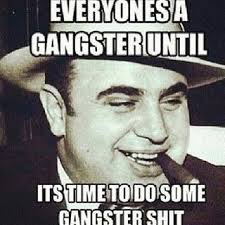 EVERYONES A
GANGSTER UNTIL
ITS TIME TO DO SOME
GANGSTER SHIT